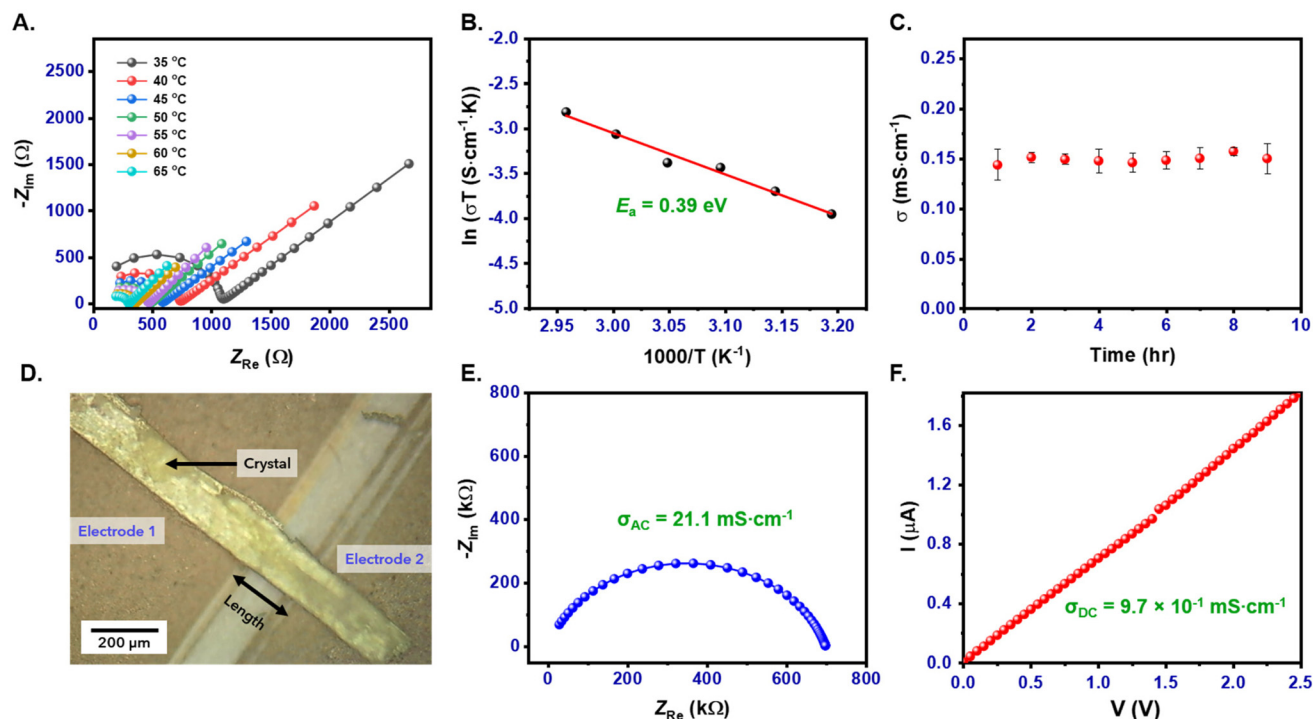 A.
2500
2000
1500
1000
500
0
-Z_Im (Ω)
35 °C
40 °C
45 °C
50 °C
55 °C
60 °C
65 °C
0 500 1000 1500 2000 2500
Z_Re (Ω)
B.
-2.0
-2.5
-3.0
-3.5
-4.0
-4.5
-5.0
ln (σT (S·cm⁻¹·K)
E_a = 0.39 eV
2.95 3.00 3.05 3.10 3.15 3.20
1000/T (K⁻¹)
C.
0.25
0.20
0.15
0.10
0.05
0.00
σ (mS·cm⁻¹)
0 2 4 6 8 10
Time (hr)
D.
Crystal
Electrode 1
Electrode 2
Length
200 µm
E.
800
600
400
200
0
-Z_Im (kΩ)
σ_AC = 21.1 mS·cm⁻¹
0 200 400 600 800
Z_Re (kΩ)
F.
1.6
1.2
0.8
0.4
0.0
I (µA)
σ_DC = 9.7 × 10⁻¹ mS·cm⁻¹
0.0 0.5 1.0 1.5 2.0 2.5
V (V)